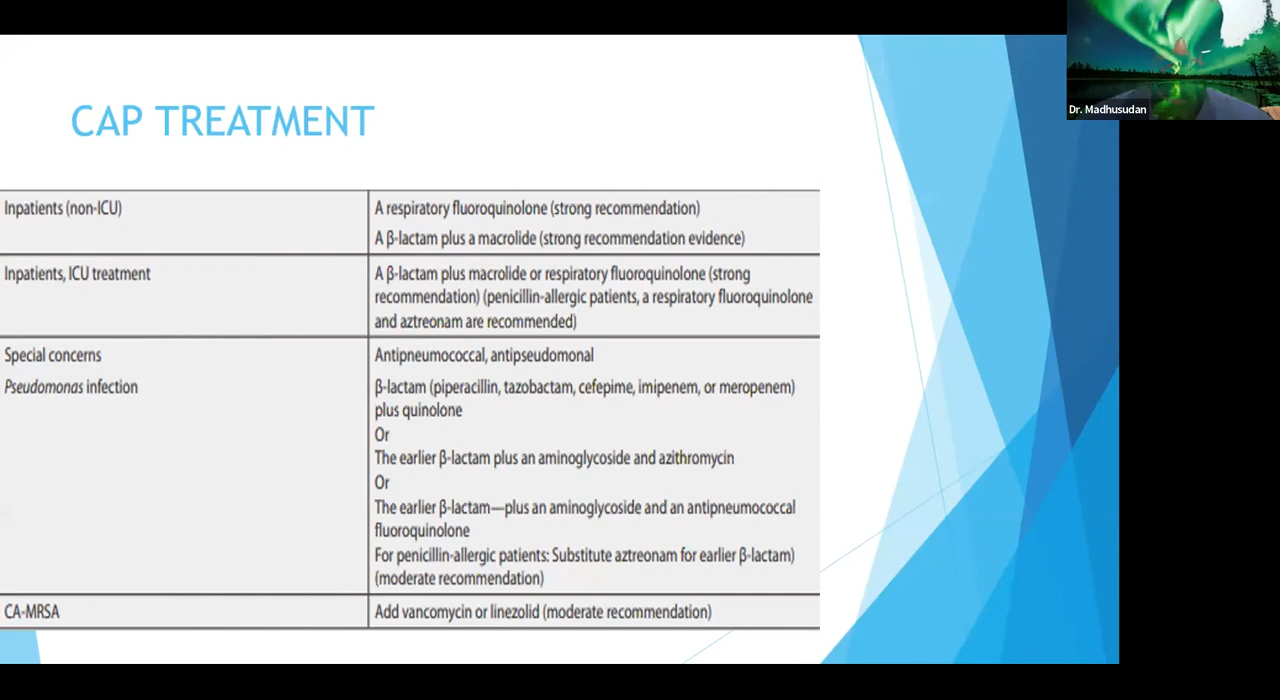 Dr. Madhusudan
CAP TREATMENT
Inpatients (non-ICU)
A respiratory fluoroquinolone (strong recommendation)
A β-lactam plus a macrolide (strong recommendation evidence)
Inpatients, ICU treatment
A β-lactam plus macrolide or respiratory fluoroquinolone (strong
recommendation) (penicillin-allergic patients, a respiratory fluoroquinolone
and aztreonam are recommended)
Special concerns
Pseudomonas infection
Antipneumococcal, antipseudomonal
β-lactam (piperacillin, tazobactam, cefepime, imipenem, or meropenem)
plus quinolone
Or
The earlier β-lactam plus an aminoglycoside and azithromycin
Or
The earlier β-lactam—plus an aminoglycoside and an antipneumococcal
fluoroquinolone
For penicillin-allergic patients: Substitute aztreonam for earlier β-lactam)
(moderate recommendation)
CA-MRSA
Add vancomycin or linezolid (moderate recommendation)